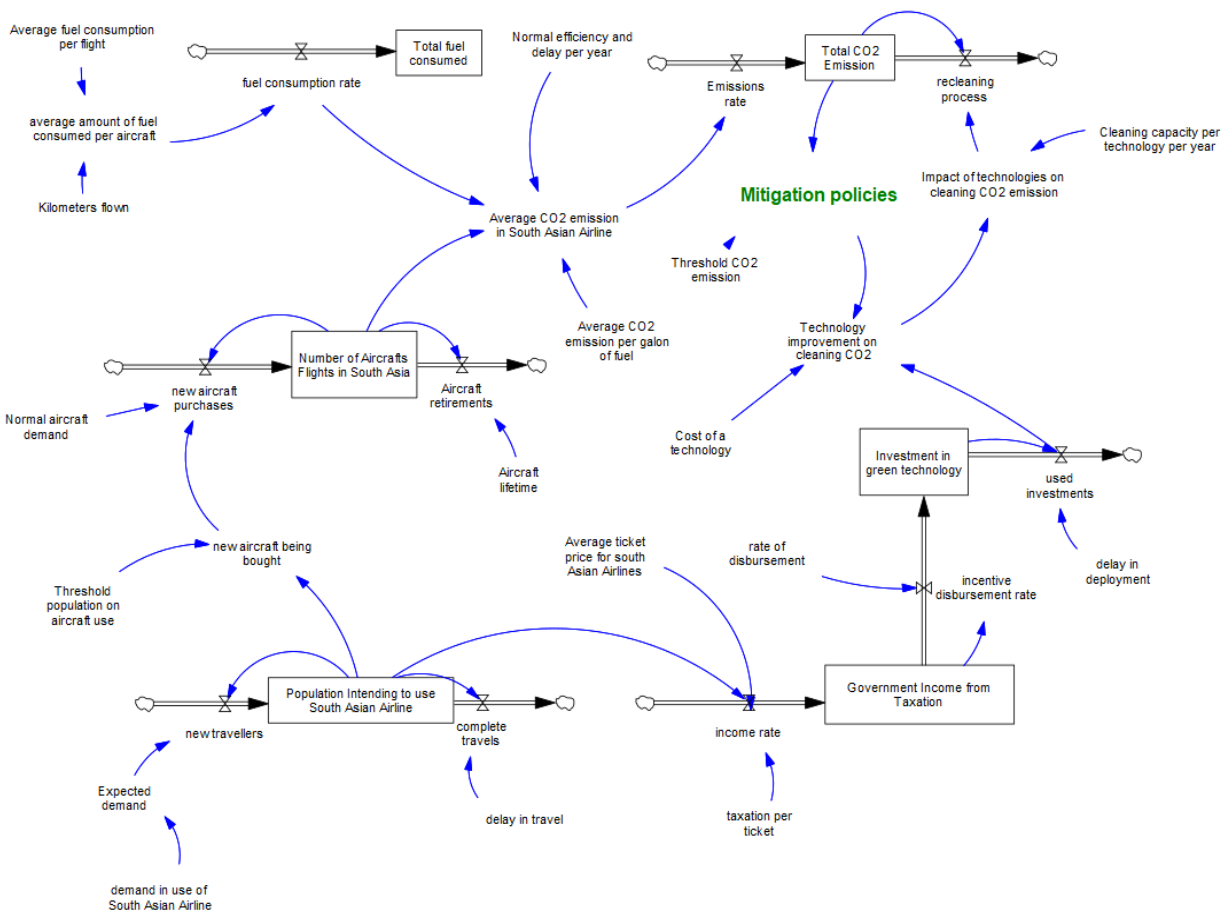 Average fuel consumption
per flight
Total fuel
consumed
fuel consumption rate
Normal efficiency and
delay per year
Total CO2
Emission
Emissions
rate
recleaning
process
average amount of fuel
consumed per aircraft
Cleaning capacity per
technology per year
Impact of technologies on
cleaning CO2 emission
Kilometers flown
Mitigation policies
Average CO2 emission
in South Asian Airline
Threshold CO2
emission
Average CO2
emission per galon
of fuel
Technology
improvement on
cleaning CO2
Number of Aircrafts
Flights in South Asia
new aircraft
purchases
Aircraft
retirements
Normal aircraft
demand
Cost of a
technology
Aircraft
lifetime
Investment in
green technology
used
investments
new aircraft being
bought
Average ticket
price for south
Asian Airlines
rate of
disbursement
incentive
disbursement rate
delay in
deployment
Threshold
population on
aircraft use
Population Intending to use
South Asian Airline
Government Income from
Taxation
new travellers
complete
travels
income rate
Expected
demand
delay in travel
taxation per
ticket
demand in use of
South Asian Airline